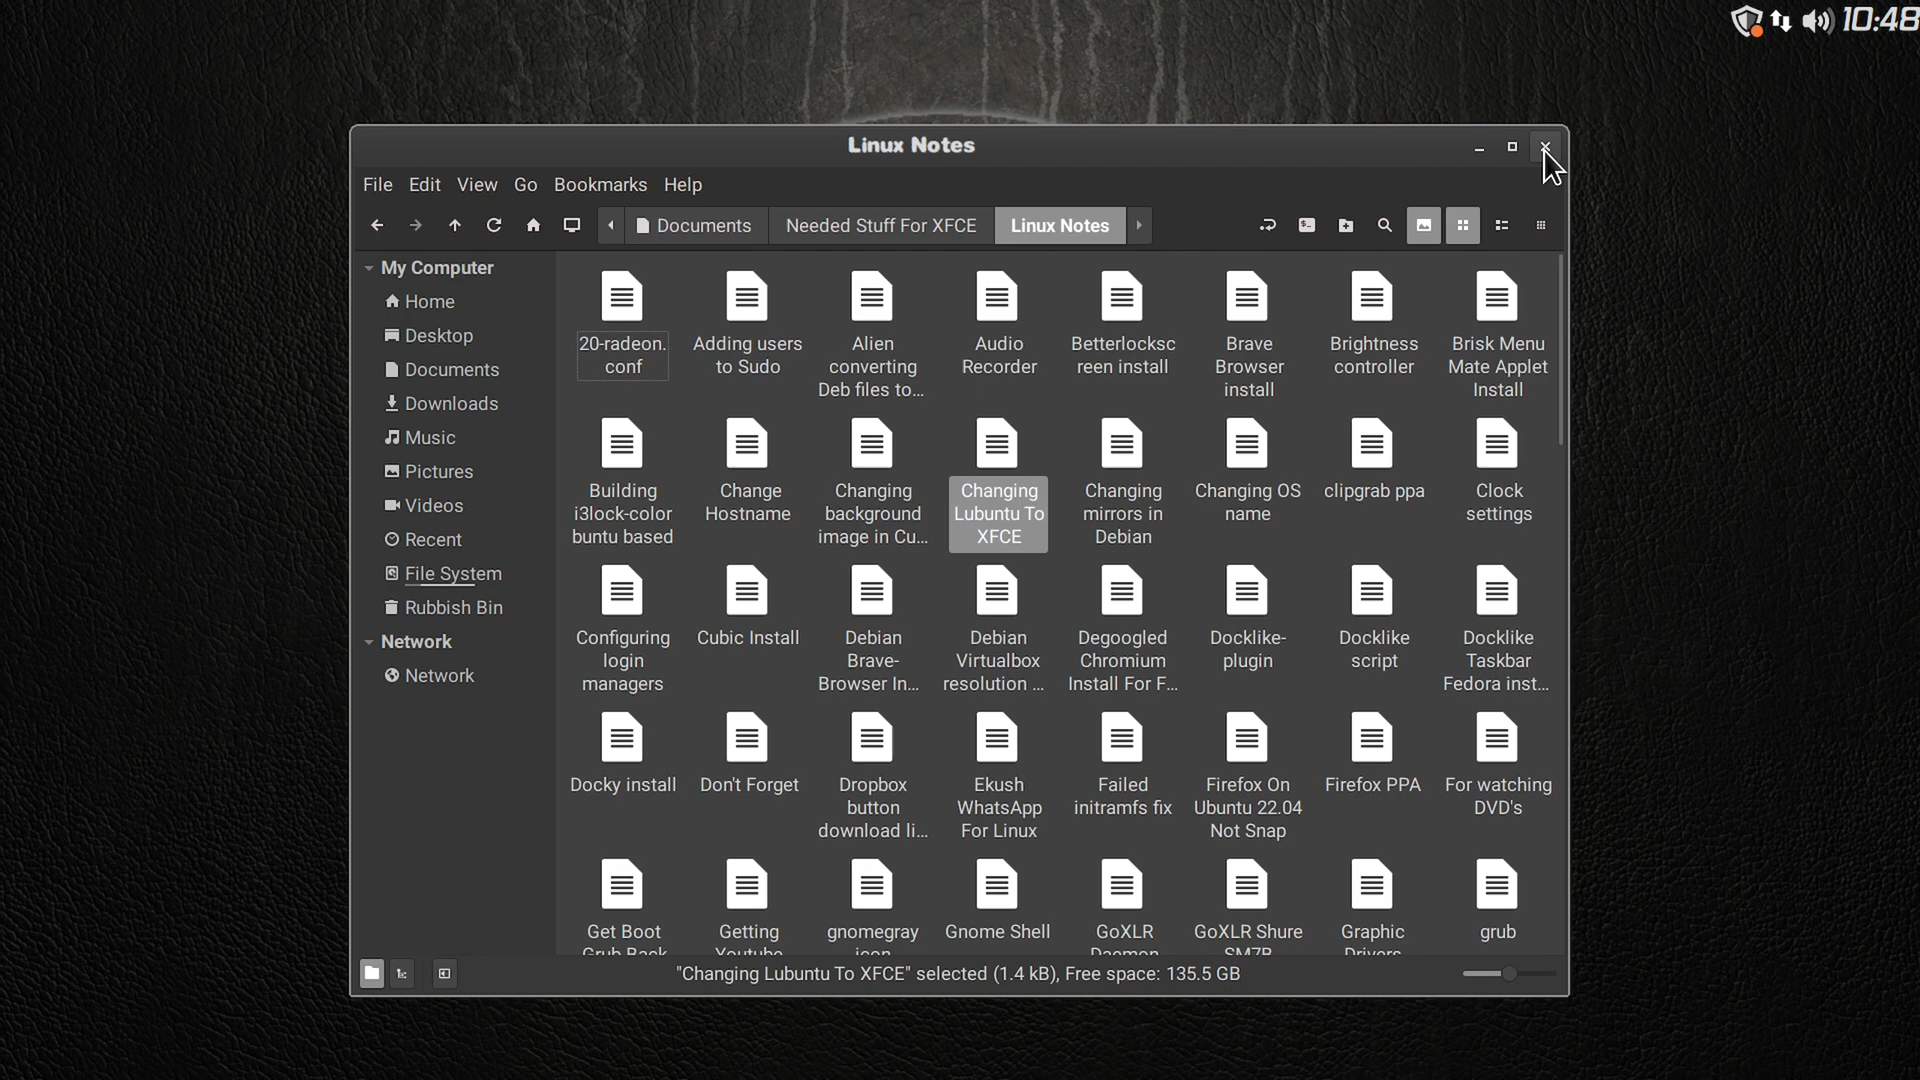 10:48
Linux Notes
File Edit View Go Bookmarks Help
Documents Needed Stuff For XFCE Linux Notes
My Computer
Home
Desktop
Documents
Downloads
Music
Pictures
Videos
Recent
File System
Rubbish Bin
Network
Network
20-radeon.
conf
Adding users
to Sudo
Alien
converting
Deb files to...
Audio
Recorder
Betterlocksc
reen install
Brave
Browser
install
Brightness
controller
Brisk Menu
Mate Applet
Install
Building
i3lock-color
buntu based
Change
Hostname
Changing
background
image in Cu...
Changing
Lubuntu To
XFCE
Changing
mirrors in
Debian
Changing OS
name
clipgrab ppa
Clock
settings
Configuring
login
managers
Cubic Install
Debian
Brave-
Browser In...
Debian
Virtualbox
resolution ...
Degoogled
Chromium
Install For F...
Docklike-
plugin
Docklike
script
Docklike
Taskbar
Fedora inst...
Docky install
Don't Forget
Dropbox
button
download li...
Ekush
WhatsApp
For Linux
Failed
initramfs fix
Firefox On
Ubuntu 22.04
Not Snap
Firefox PPA
For watching
DVD's
Get Boot
Grub Back
Getting
Youtube
gnomegray
icon
Gnome Shell
GoXLR
Daemon
GoXLR Shure
SM7B
Graphic
Drivers
grub
"Changing Lubuntu To XFCE" selected (1.4 kB), Free space: 135.5 GB